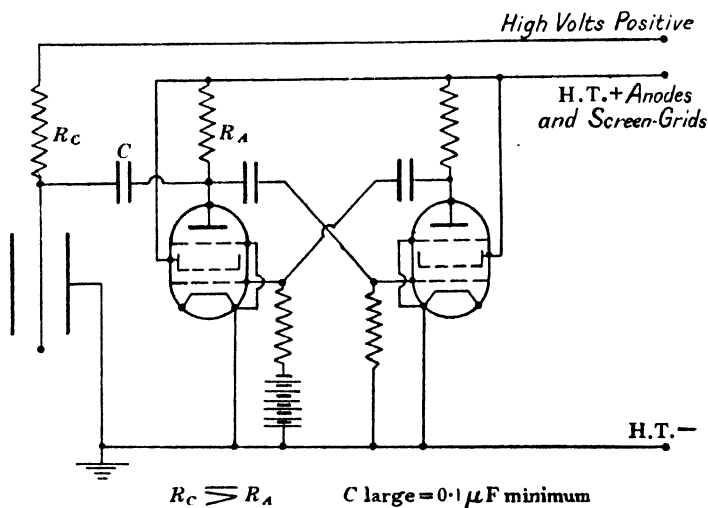 High Volts Positive
H.T.+Anodes
and Screen-Grids
R_C
C
R_A
H.T.−
R_C ⋝ R_A
C large = 0·1 μF minimum